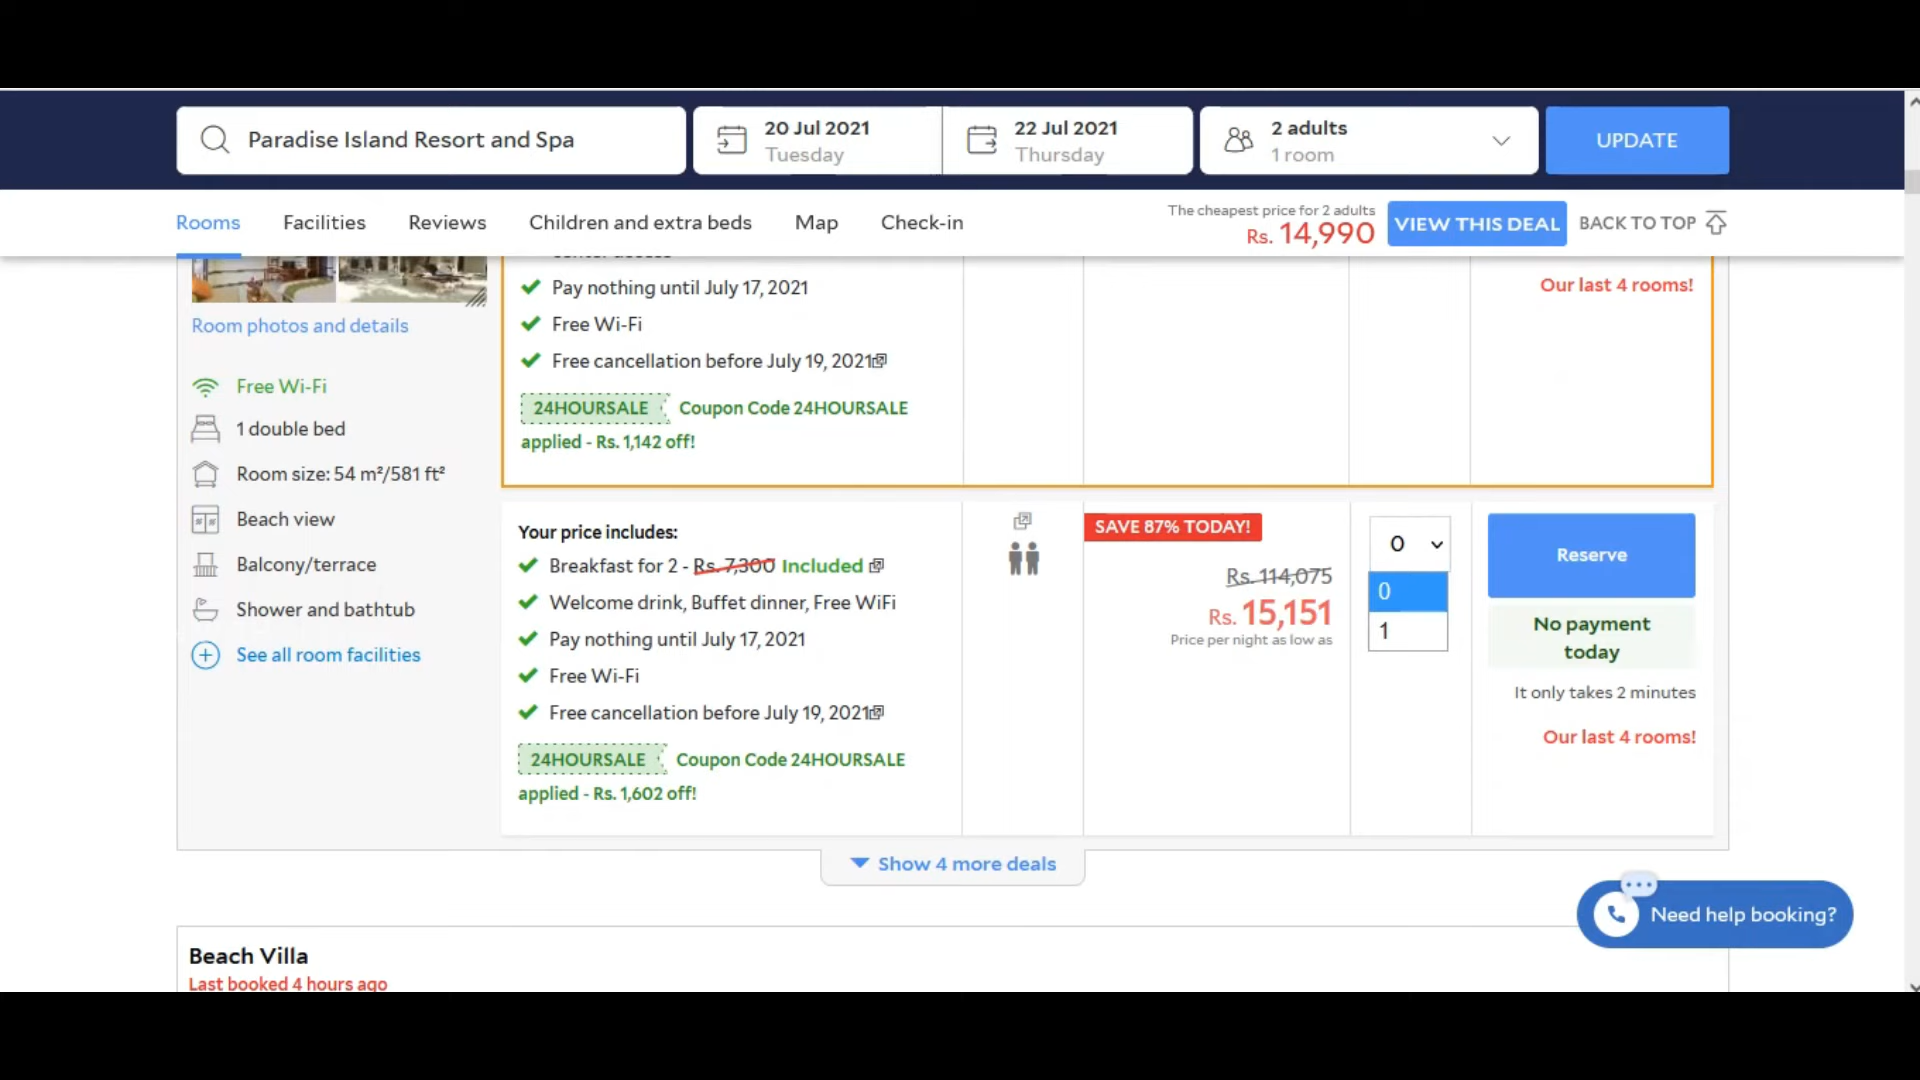 Paradise Island Resort and Spa
20 Jul 2021
Tuesday
22 Jul 2021
Thursday
2 adults
1 room
UPDATE
Rooms
Facilities
Reviews
Children and extra beds
Map
Check-in
The cheapest price for 2 adults
Rs. 14,990
VIEW THIS DEAL
BACK TO TOP
Pay nothing until July 17, 2021
Free Wi-Fi
Free cancellation before July 19, 2021
24HOURSALE Coupon Code 24HOURSALE
applied - Rs. 1,142 off!
Our last 4 rooms!
Room photos and details
Free Wi-Fi
1 double bed
Room size: 54 m²/581 ft²
Beach view
Balcony/terrace
Shower and bathtub
See all room facilities
Your price includes:
Breakfast for 2 - Rs. 7,300 Included
Welcome drink, Buffet dinner, Free WiFi
Pay nothing until July 17, 2021
Free Wi-Fi
Free cancellation before July 19, 2021
24HOURSALE Coupon Code 24HOURSALE
applied - Rs. 1,602 off!
SAVE 87% TODAY!
Rs. 114,075
Rs. 15,151
Price per night as low as
0
0
1
Reserve
No payment
today
It only takes 2 minutes
Our last 4 rooms!
Show 4 more deals
Need help booking?
Beach Villa
Last booked 4 hours ago